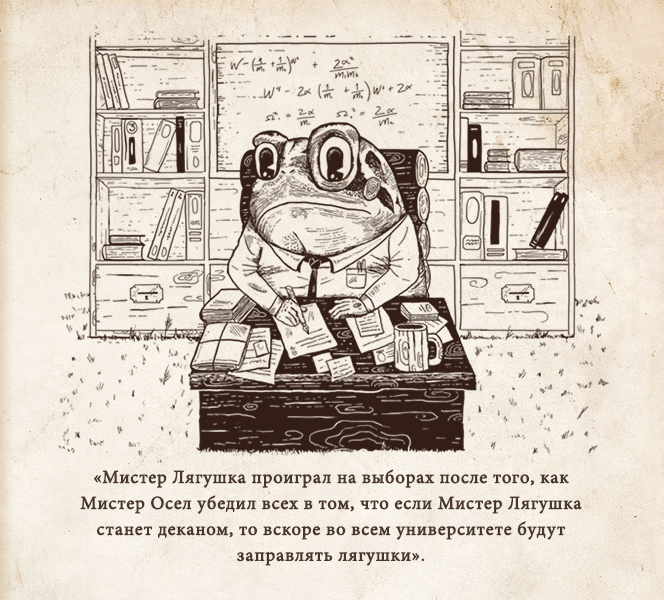 «Мистер Лягушка проиграл на выборах после того, как
Мистер Осел убедил всех в том, что если Мистер Лягушка
станет деканом, то вскоре во всем университете будут
заправлять лягушки».